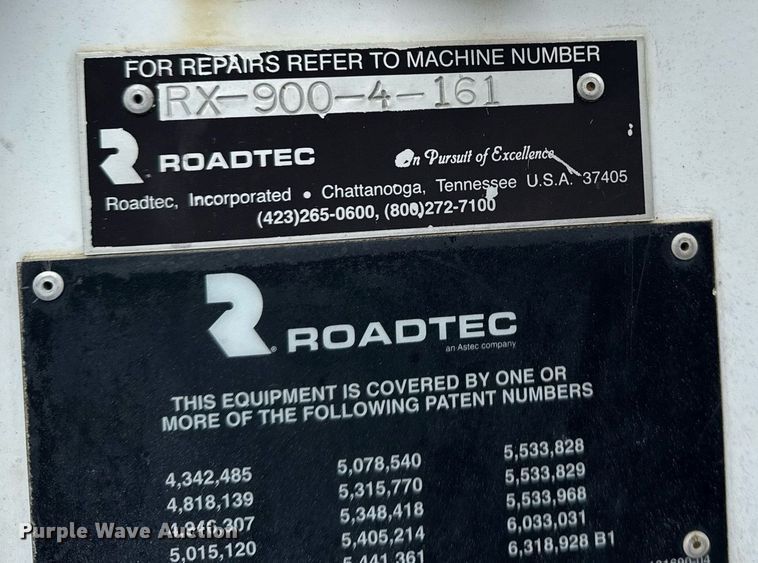 FOR REPAIRS REFER TO MACHINE NUMBER
RX-900-4-161
ROADTEC
In Pursuit of Excellence
Roadtec, Incorporated • Chattanooga, Tennessee U.S.A. 37405
(423)265-0600, (800)272-7100
ROADTEC
an Astec company
THIS EQUIPMENT IS COVERED BY ONE OR
MORE OF THE FOLLOWING PATENT NUMBERS
4,342,485 5,078,540 5,533,828
4,818,139 5,315,770 5,533,829
5,348,418 5,533,968
5,015,120 5,405,214 6,033,031
5,441,361 6,318,928 B1
Purple Wave Auction